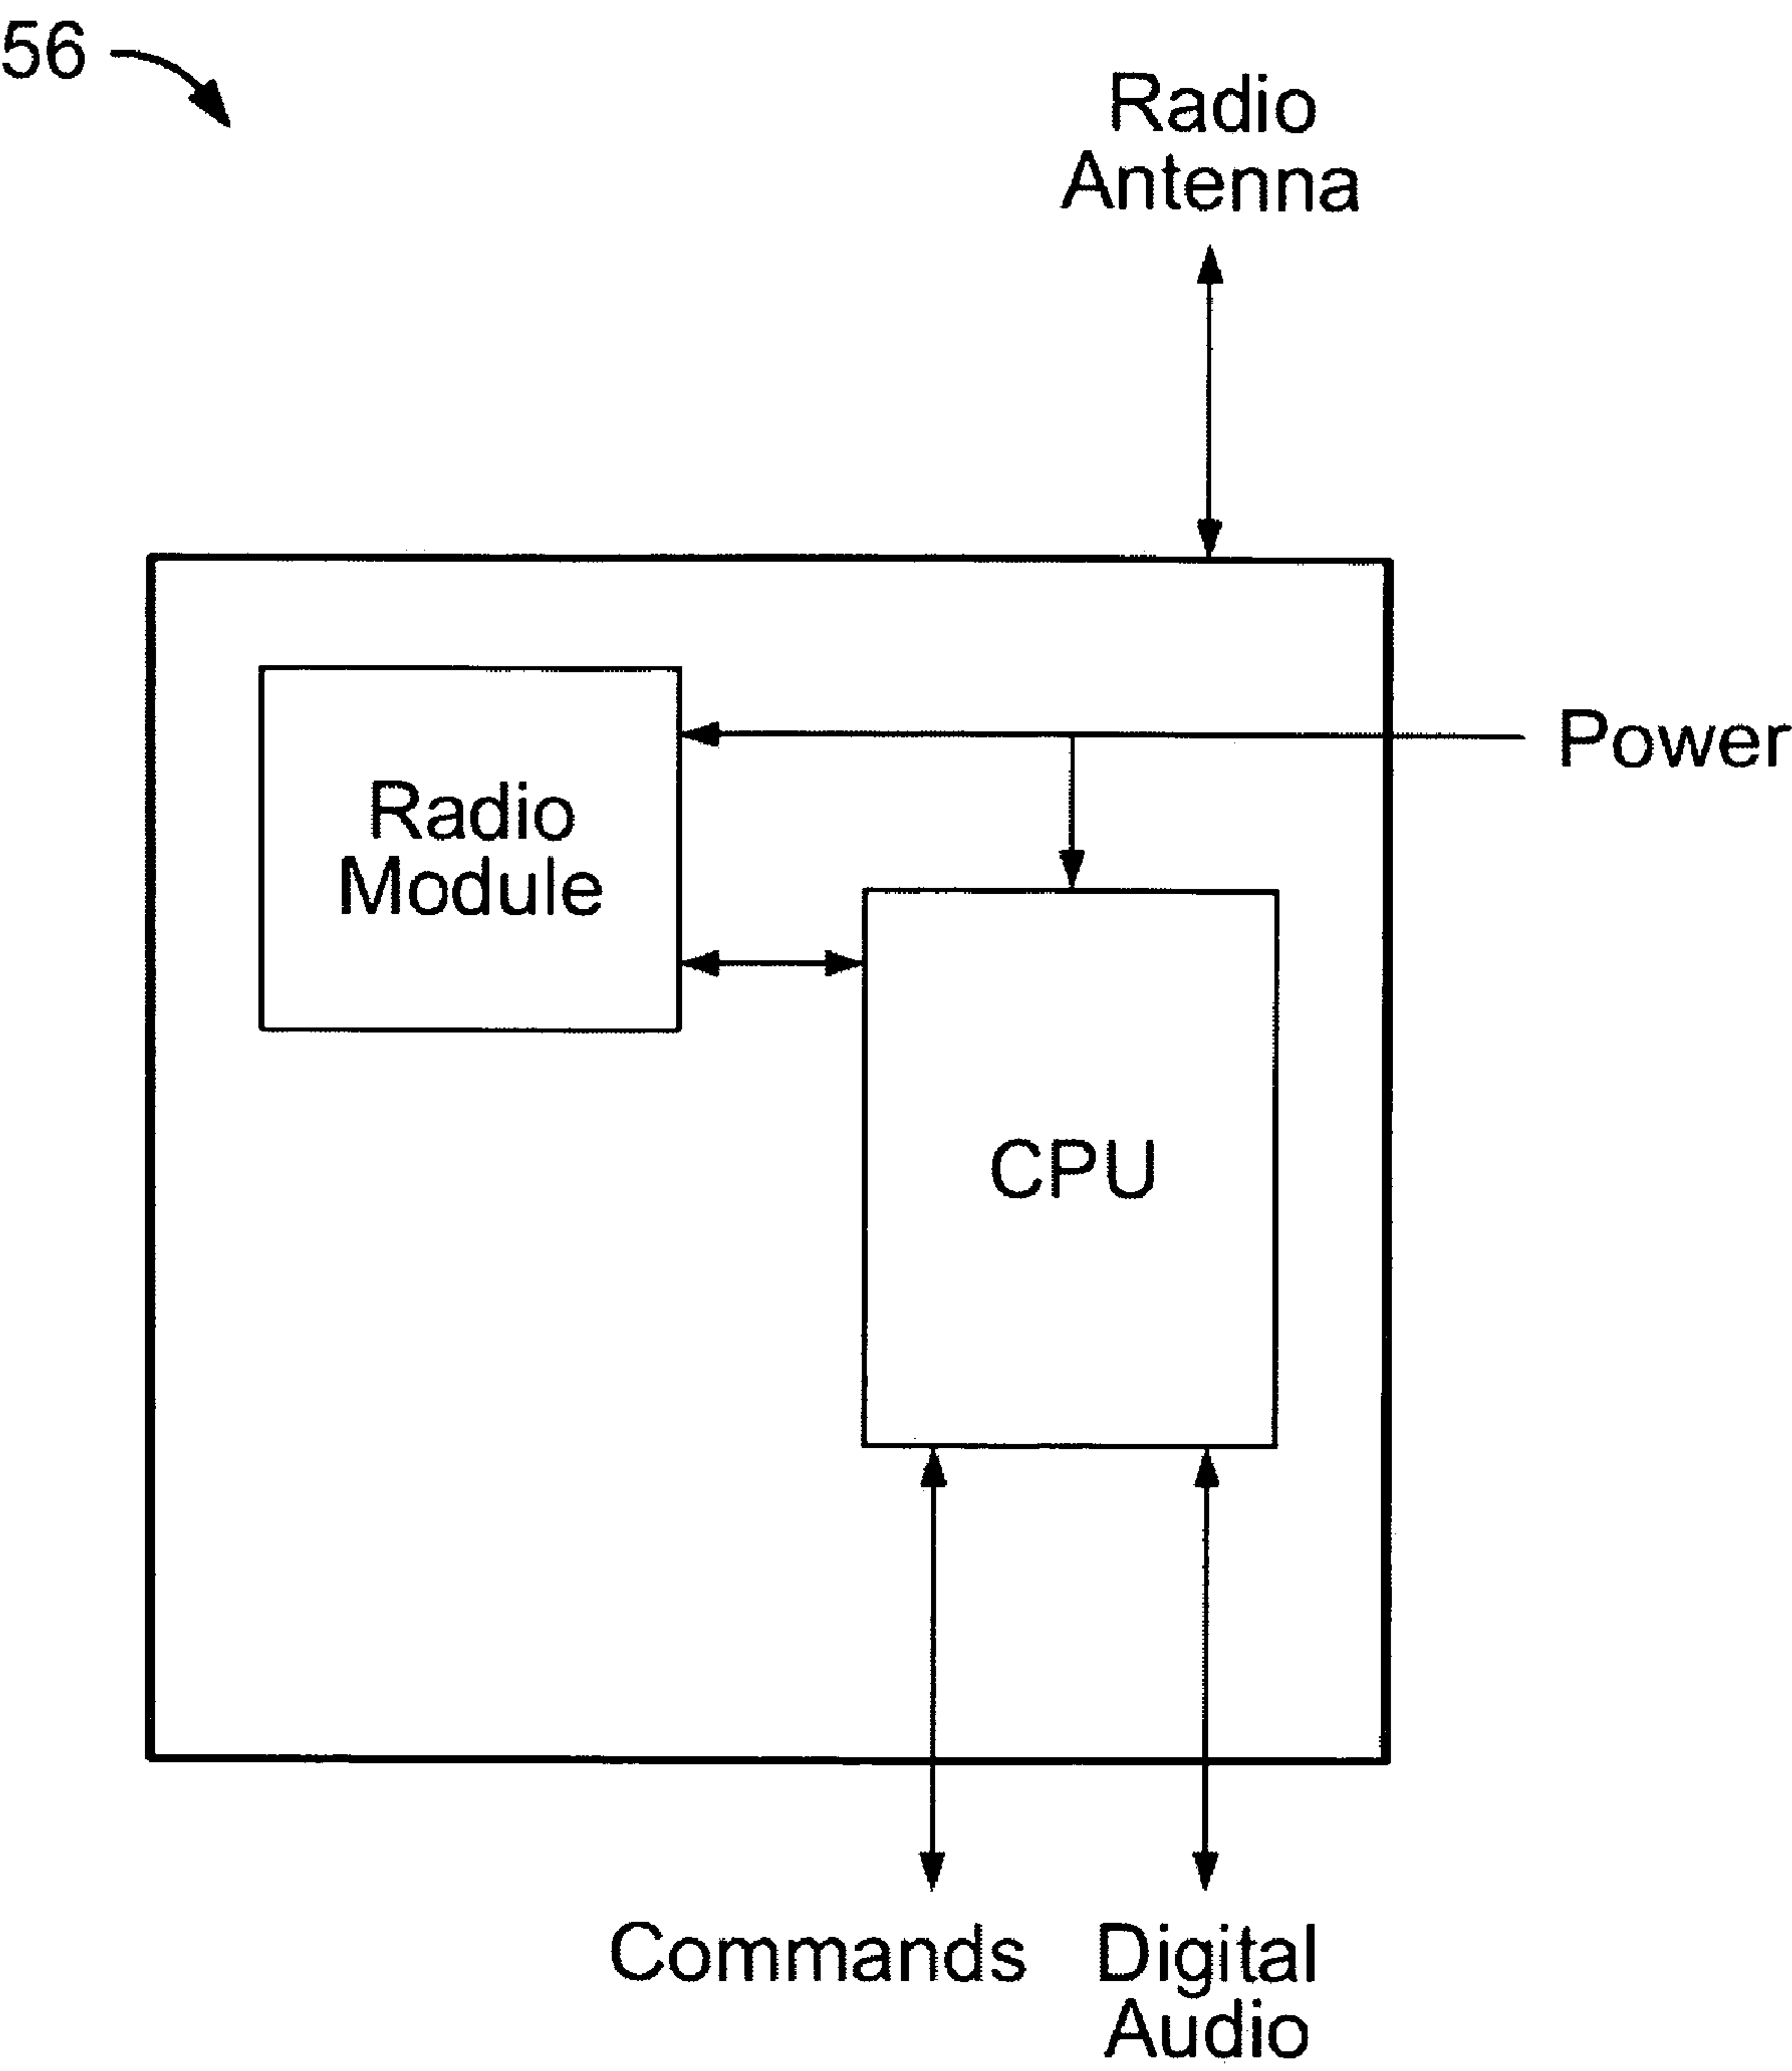 56
Radio
Antenna
Power
Radio
Module
CPU
Commands
Digital
Audio